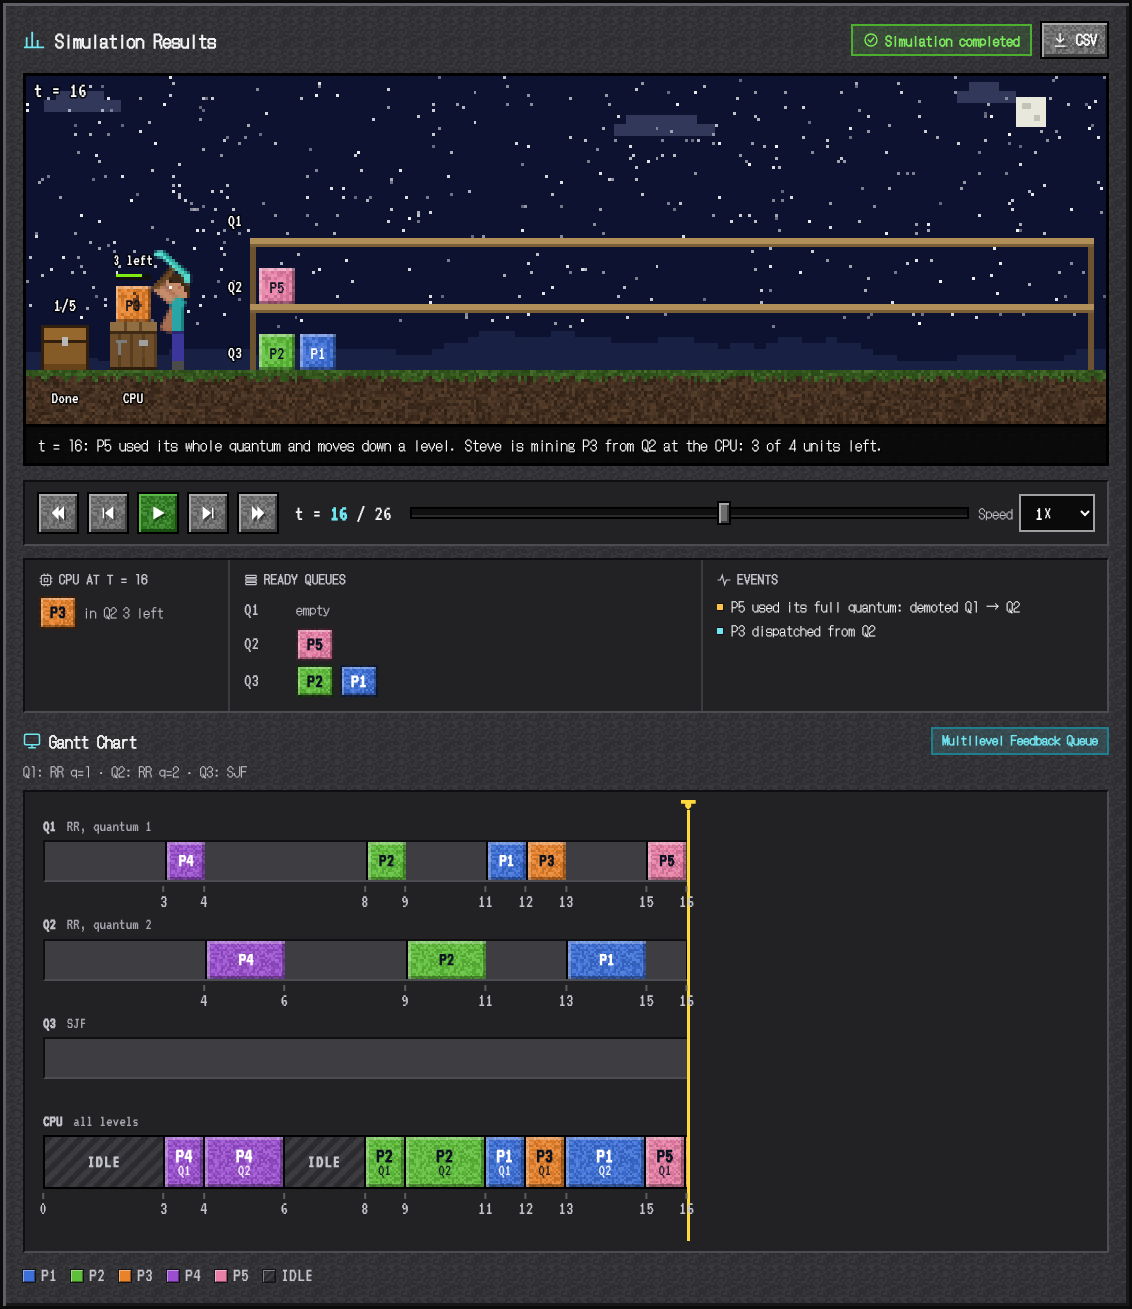 Simulation Results
Simulation completed
CSV
t = 16
Q1
3 left
P3
Q2
P5
1/5
Q3
P2 P1
Done CPU
t = 16: P5 used its whole quantum and moves down a level. Steve is mining P3 from Q2 at the CPU: 3 of 4 units left.
t = 16 / 26
Speed 1X
CPU AT T = 16
P3 in Q2 3 left
READY QUEUES
Q1 empty
Q2 P5
Q3 P2 P1
EVENTS
P5 used its full quantum: demoted Q1 → Q2
P3 dispatched from Q2
Gantt Chart
Multilevel Feedback Queue
Q1: RR q=1 · Q2: RR q=2 · Q3: SJF
Q1 RR, quantum 1
P4 P2 P1 P3 P5
3 4 8 9 11 12 13 15 16
Q2 RR, quantum 2
P4 P2 P1
4 6 9 11 13 15 16
Q3 SJF
CPU all levels
IDLE P4 P4 IDLE P2 P2 P1 P3 P1 P5
Q1 Q2 Q1 Q2 Q1 Q1 Q2 Q1
0 3 4 6 8 9 11 12 13 15 16
P1 P2 P3 P4 P5 IDLE